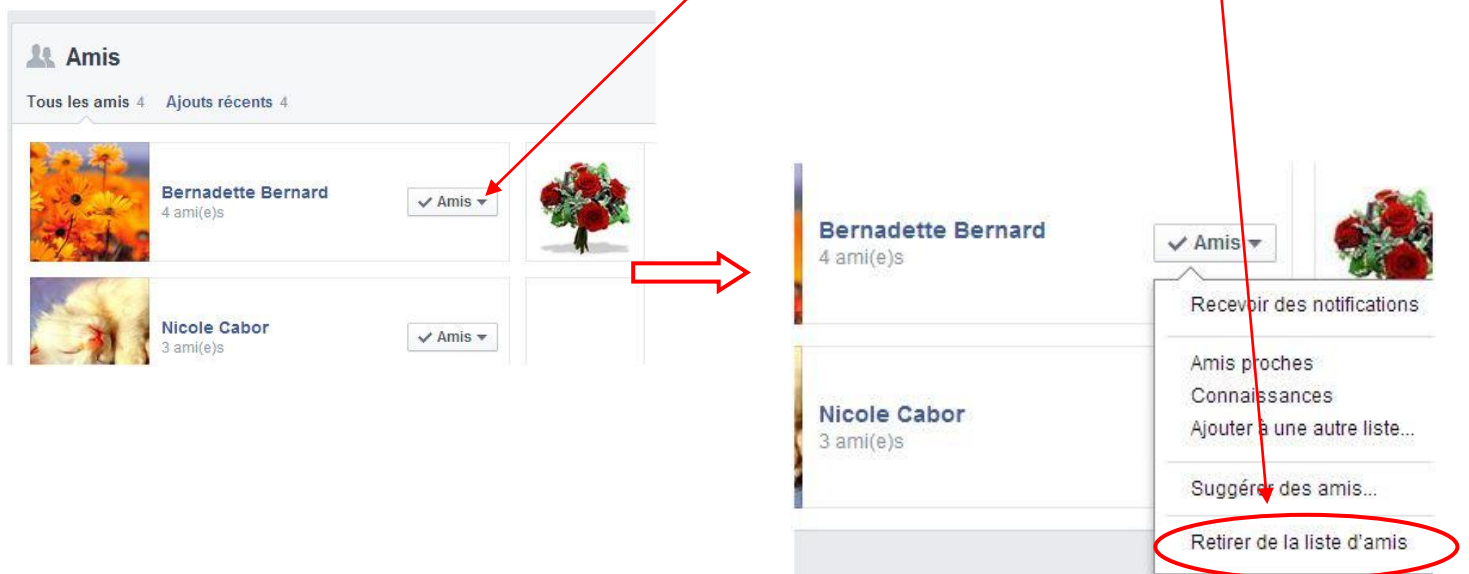 Amis
Tous les amis 4 Ajouts récents 4
Bernadette Bernard
4 ami(e)s
Amis
Nicole Cabor
3 ami(e)s
Amis
Bernadette Bernard
4 ami(e)s
Amis
Recevoir des notifications
Amis proches
Connaissances
Ajouter à une autre liste...
Suggérer des amis...
Retirer de la liste d'amis
Nicole Cabor
3 ami(e)s